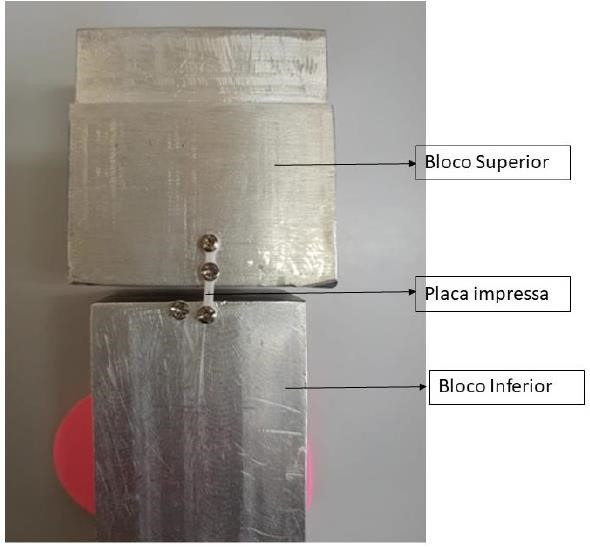 Bloco Superior
Placa impressa
Bloco Inferior